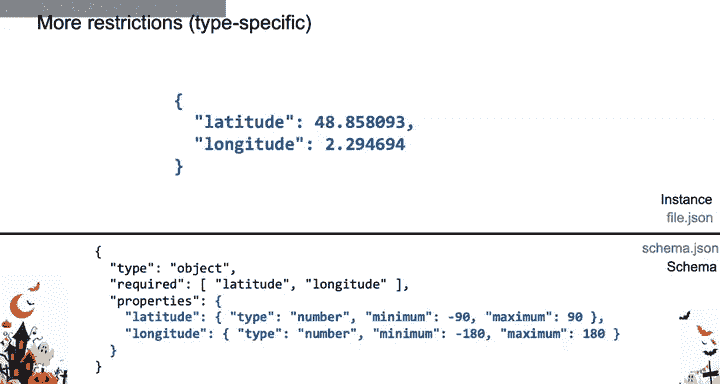 More restrictions (type-specific)
{
"latitude": 48.858093,
"longitude": 2.294694
}
Instance
file.json
schema.json
Schema
{
"type": "object",
"required": [ "latitude", "longitude" ],
"properties": {
"latitude": { "type": "number", "minimum": -90, "maximum": 90 },
"longitude": { "type": "number", "minimum": -180, "maximum": 180 }
}
}